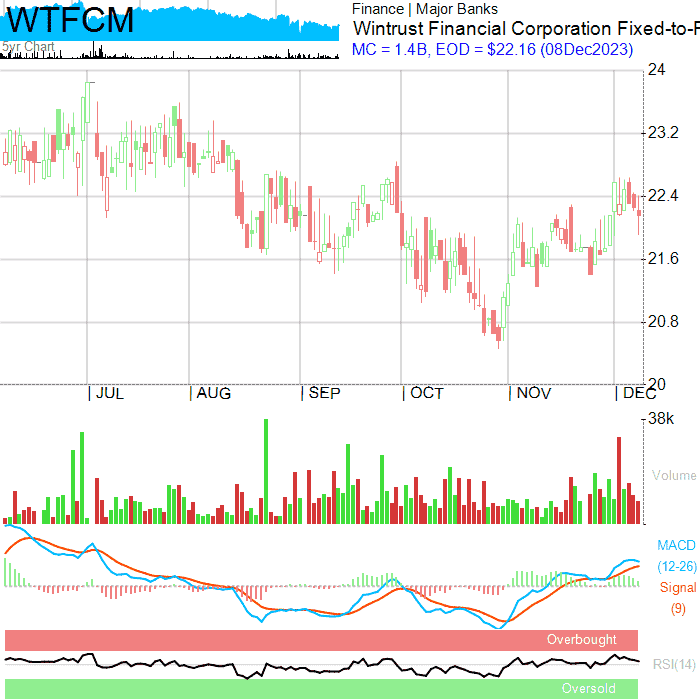 WTFCM
5yr Chart
Finance | Major Banks
Wintrust Financial Corporation Fixed-to-F
MC = 1.4B, EOD = $22.16 (08Dec2023)
24
23.2
22.4
21.6
20.8
20
JUL
AUG
SEP
OCT
NOV
DEC
38k
Volume
MACD
(12-26)
Signal
(9)
Overbought
RSI(14)
Oversold